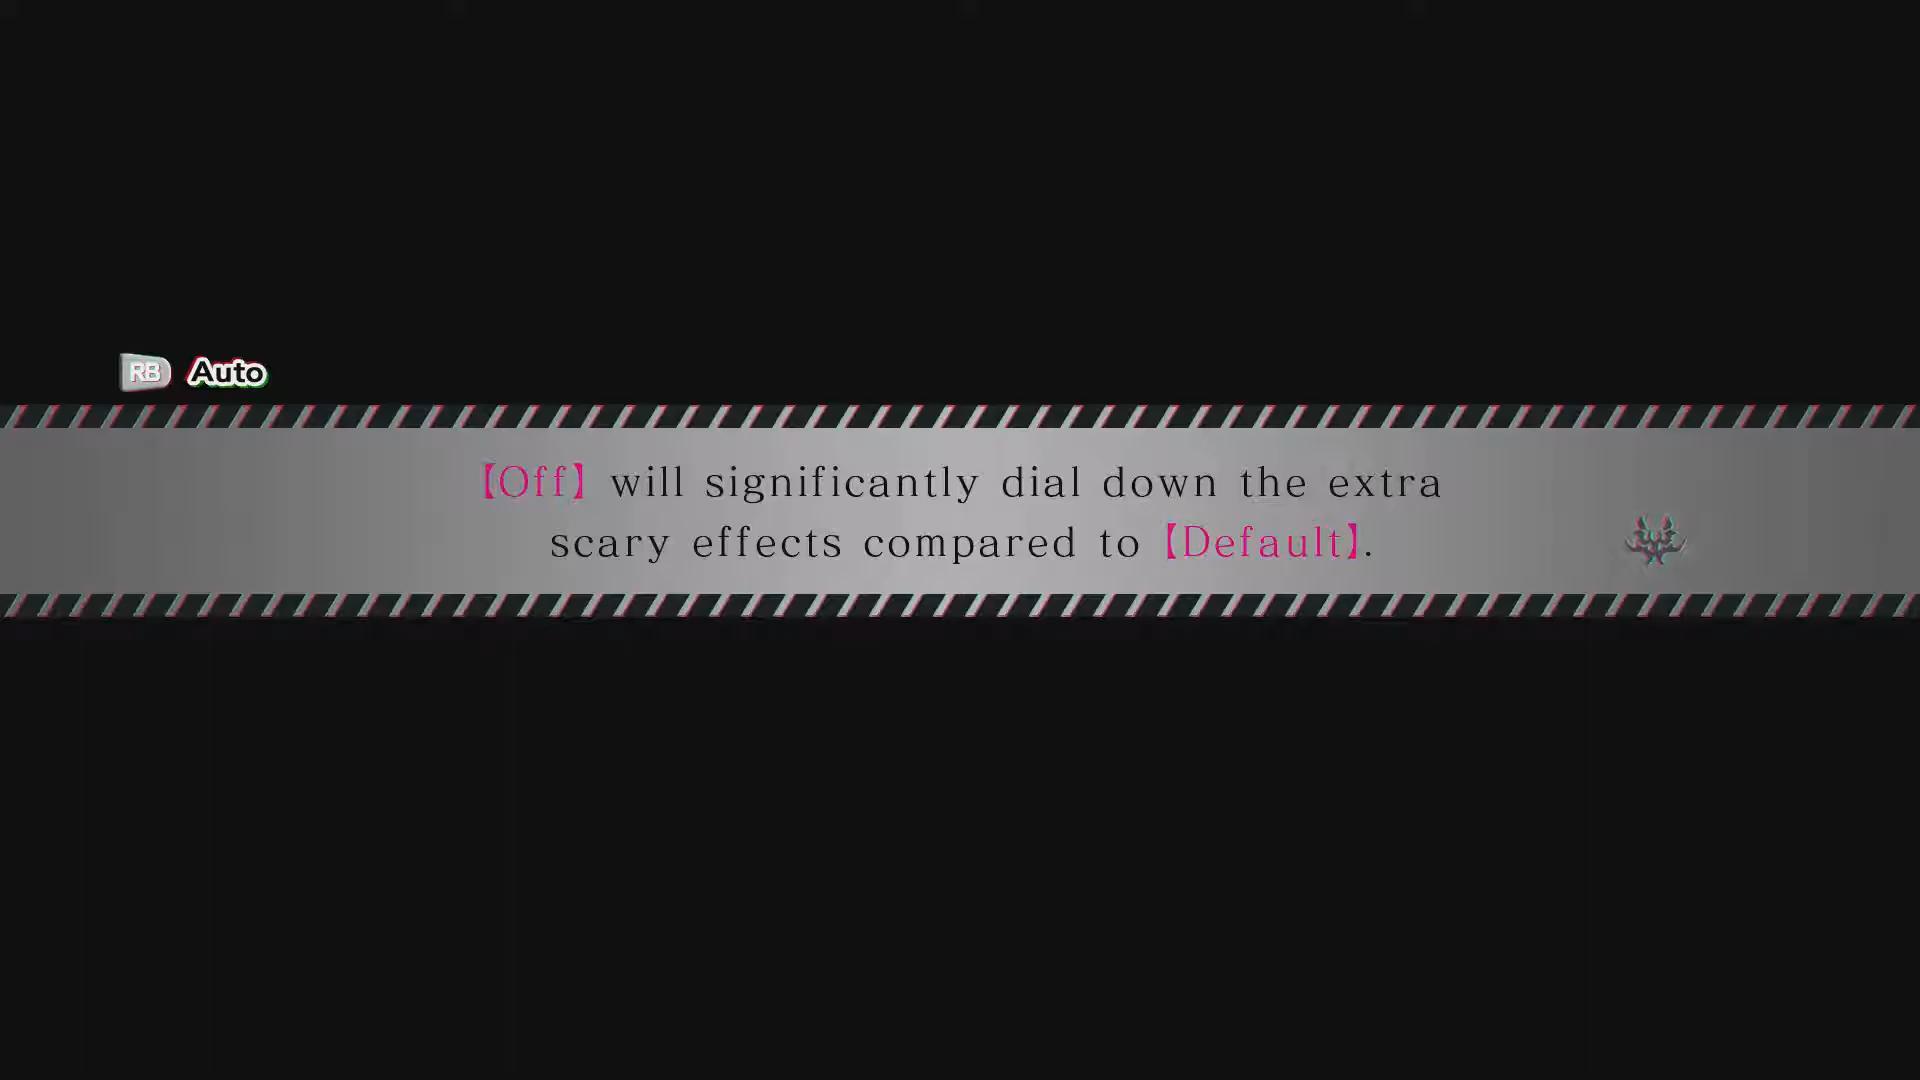 RB Auto
【Off】 will significantly dial down the extra
scary effects compared to 【Default】.